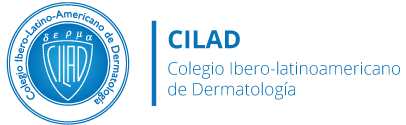 Colegio Ibero-Latino-Americano de Dermatología
δερμα
CILAD
CILAD
Colegio Ibero-latinoamericano
de Dermatología